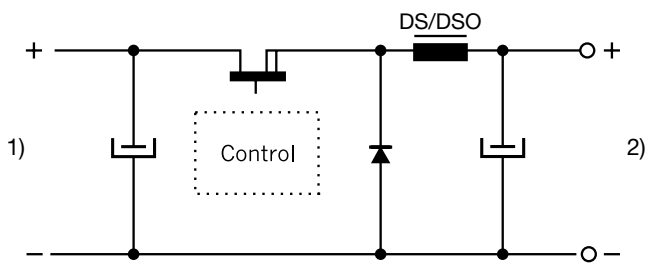 DS/DSO
+ +
1) Control 2)
− −